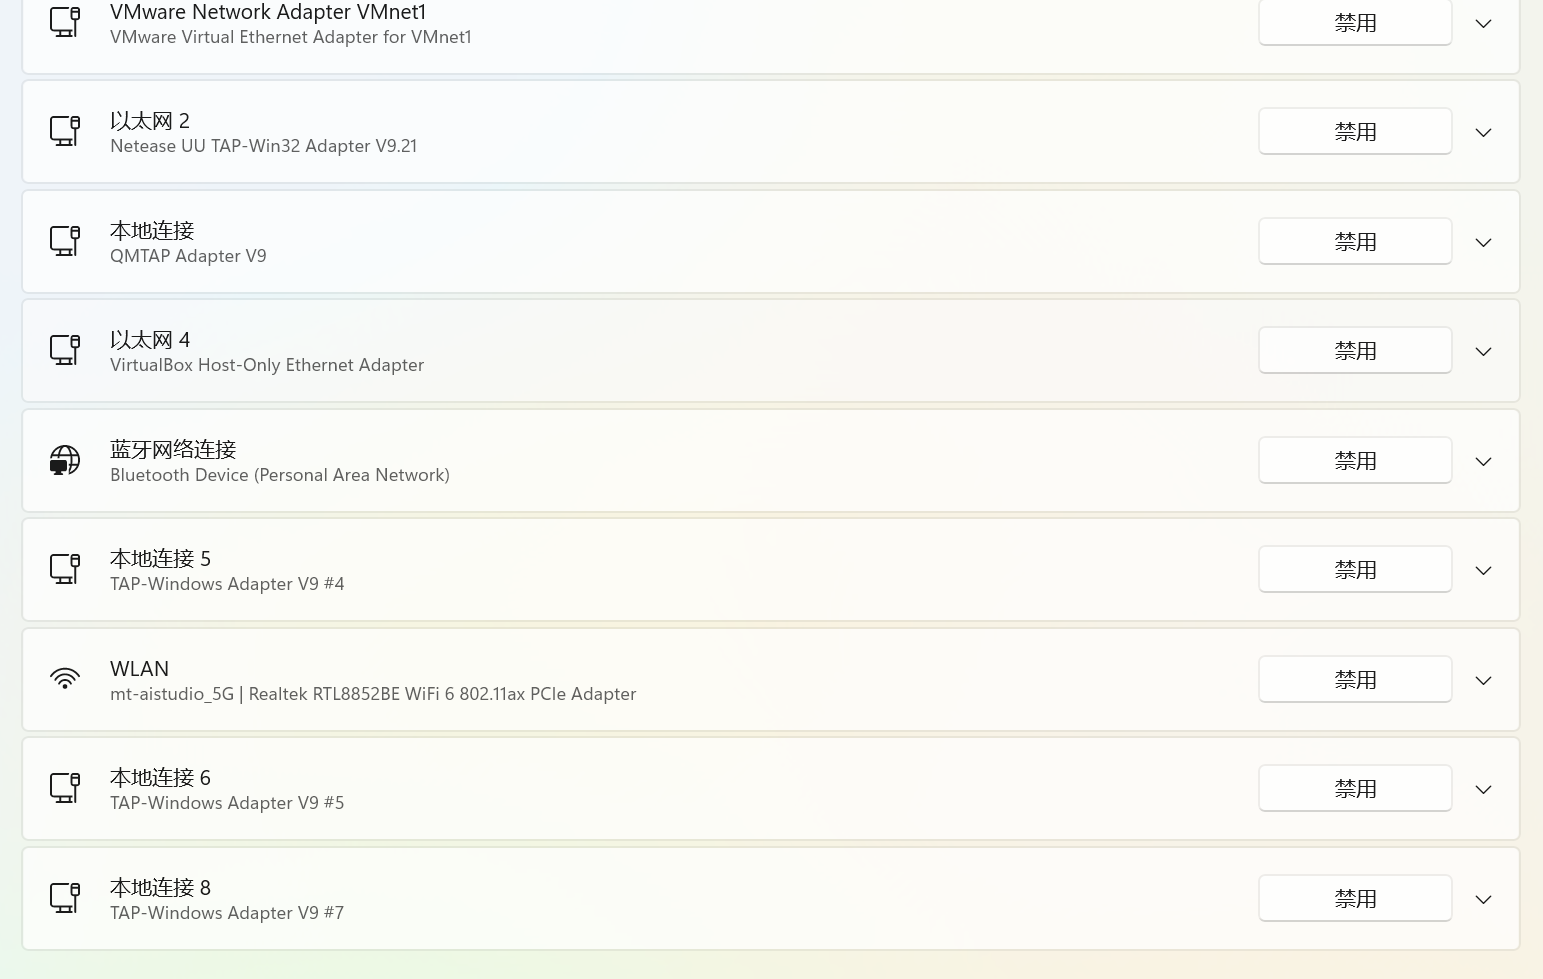 VMware Network Adapter VMnet1
VMware Virtual Ethernet Adapter for VMnet1
禁用
以太网 2
Netease UU TAP-Win32 Adapter V9.21
禁用
本地连接
QMTAP Adapter V9
禁用
以太网 4
VirtualBox Host-Only Ethernet Adapter
禁用
蓝牙网络连接
Bluetooth Device (Personal Area Network)
禁用
本地连接 5
TAP-Windows Adapter V9 #4
禁用
WLAN
mt-aistudio_5G | Realtek RTL8852BE WiFi 6 802.11ax PCIe Adapter
禁用
本地连接 6
TAP-Windows Adapter V9 #5
禁用
本地连接 8
TAP-Windows Adapter V9 #7
禁用